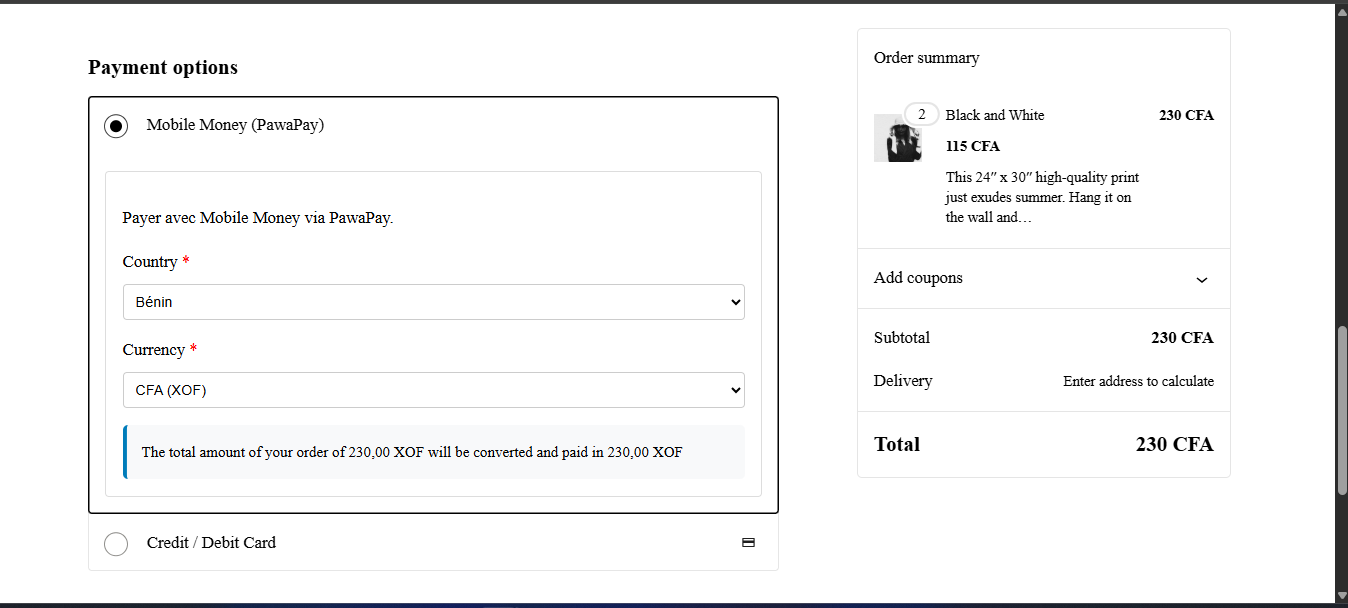 Payment options
Mobile Money (PawaPay)
Payer avec Mobile Money via PawaPay.
Country *
Bénin
Currency *
CFA (XOF)
The total amount of your order of 230,00 XOF will be converted and paid in 230,00 XOF
Credit / Debit Card
Order summary
2
Black and White
230 CFA
115 CFA
This 24″ x 30″ high-quality print
just exudes summer. Hang it on
the wall and…
Add coupons
Subtotal
230 CFA
Delivery
Enter address to calculate
Total
230 CFA